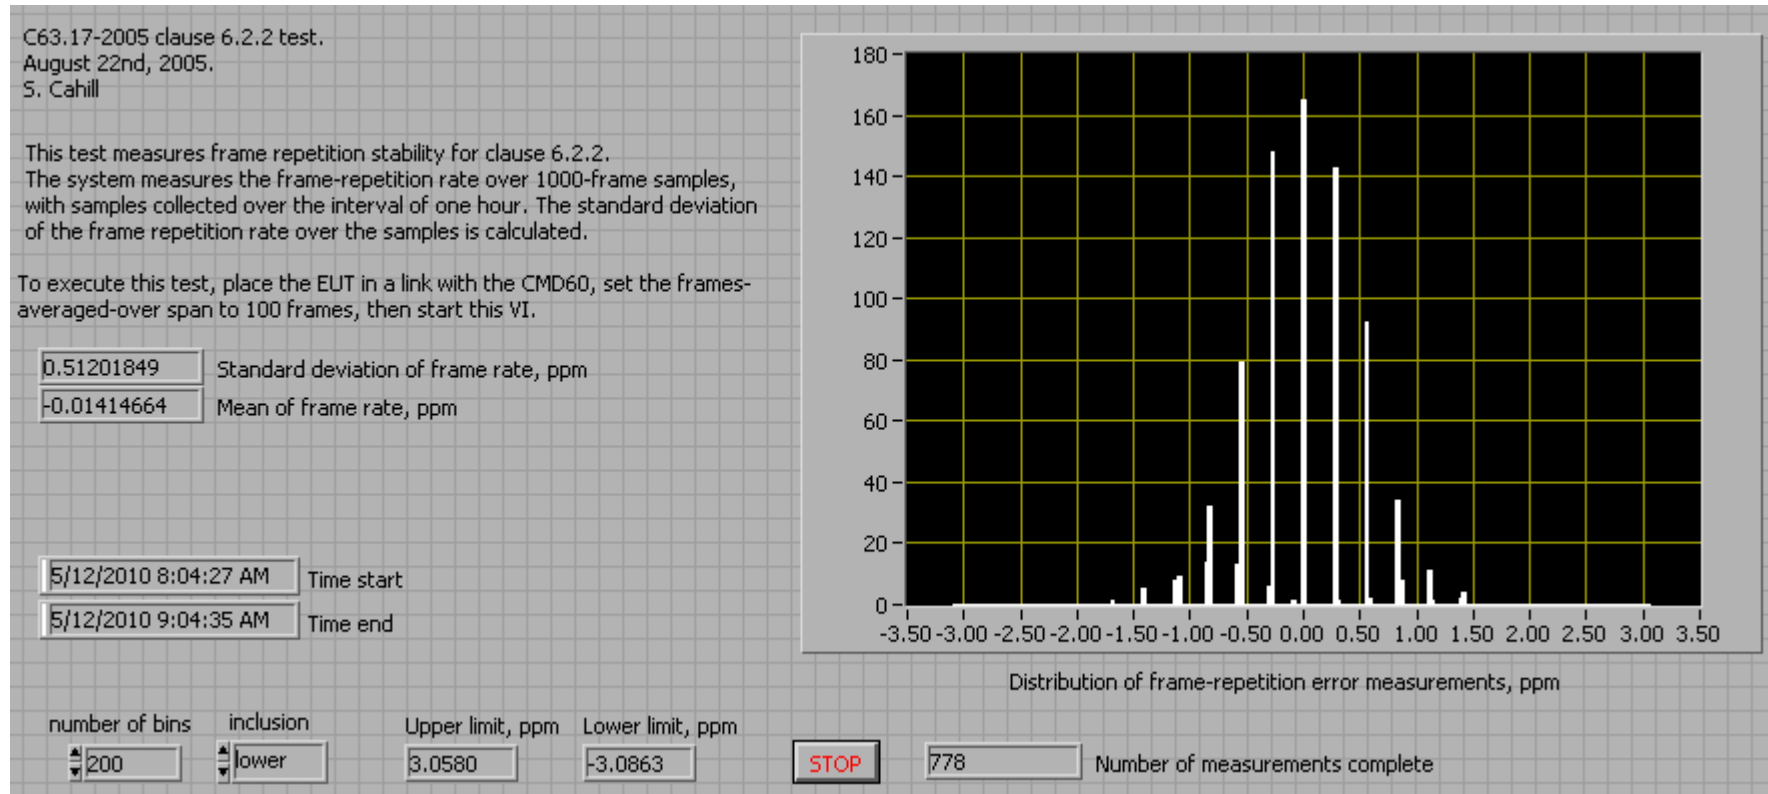 C63.17-2005 clause 6.2.2 test.
August 22nd, 2005.
S. Cahill
This test measures frame repetition stability for clause 6.2.2.
The system measures the frame-repetition rate over 1000-frame samples,
with samples collected over the interval of one hour. The standard deviation
of the frame repetition rate over the samples is calculated.
To execute this test, place the EUT in a link with the CMD60, set the frames-
averaged-over span to 100 frames, then start this VI.
0.51201849 Standard deviation of frame rate, ppm
-0.01414664 Mean of frame rate, ppm
5/12/2010 8:04:27 AM Time start
5/12/2010 9:04:35 AM Time end
180
160
140
120
100
80
60
40
20
0
-3.50 -3.00 -2.50 -2.00 -1.50 -1.00 -0.50 0.00 0.50 1.00 1.50 2.00 2.50 3.00 3.50
Distribution of frame-repetition error measurements, ppm
number of bins inclusion Upper limit, ppm Lower limit, ppm
200 lower 3.0580 -3.0863 STOP 778 Number of measurements complete